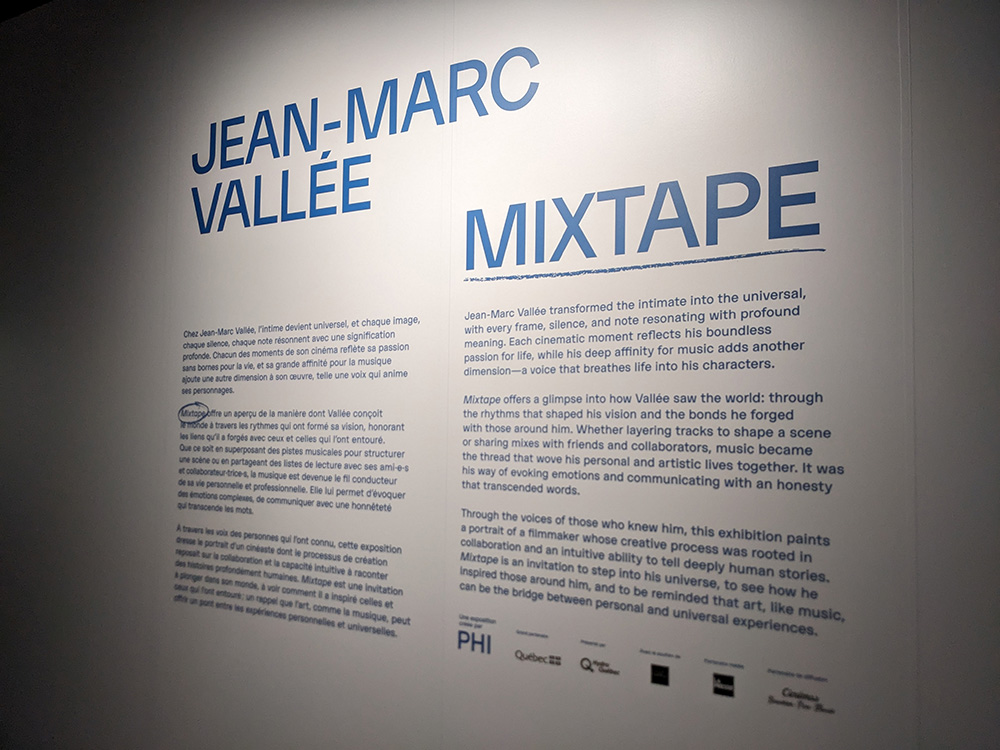 JEAN-MARC
VALLÉE
MIXTAPE
Chez Jean-Marc Vallée, l'intime devient universel, et chaque image,
chaque silence, chaque note résonnent avec une signification
profonde. Chacun des moments de son cinéma reflète sa passion
sans bornes pour la vie, et sa grande affinité pour la musique
ajoute une autre dimension à son œuvre, telle une voix qui anime
ses personnages.
Mixtape offre un aperçu de la manière dont Vallée conçoit
le monde à travers les rythmes qui ont formé sa vision, honorant
les liens qu'il a forgés avec ceux et celles qui l'ont entouré.
Que ce soit en superposant des pistes musicales pour structurer
une scène ou en partageant des listes de lecture avec ses ami·e·s
et collaborateur·trice·s, la musique est devenue le fil conducteur
de sa vie personnelle et professionnelle. Elle lui permet d'évoquer
des émotions complexes, de communiquer avec une honnêteté
qui transcende les mots.
À travers les voix des personnes qui l'ont connu, cette exposition
dresse le portrait d'un cinéaste dont le processus de création
reposait sur la collaboration et la capacité intuitive à raconter
des histoires profondément humaines. Mixtape est une invitation
à plonger dans son monde, à voir comment il a inspiré celles et
ceux qui l'ont entouré : un rappel que l'art, comme la musique, peut
offrir un pont entre les expériences personnelles et universelles.
Jean-Marc Vallée transformed the intimate into the universal,
with every frame, silence, and note resonating with profound
meaning. Each cinematic moment reflects his boundless
passion for life, while his deep affinity for music adds another
dimension—a voice that breathes life into his characters.
Mixtape offers a glimpse into how Vallée saw the world: through
the rhythms that shaped his vision and the bonds he forged
with those around him. Whether layering tracks to shape a scene
or sharing mixes with friends and collaborators, music became
the thread that wove his personal and artistic lives together. It was
his way of evoking emotions and communicating with an honesty
that transcended words.
Through the voices of those who knew him, this exhibition paints
a portrait of a filmmaker whose creative process was rooted in
collaboration and an intuitive ability to tell deeply human stories.
Mixtape is an invitation to step into his universe, to see how he
inspired those around him, and to be reminded that art, like music,
can be the bridge between personal and universal experiences.
Une exposition
créée par
PHI
Québec